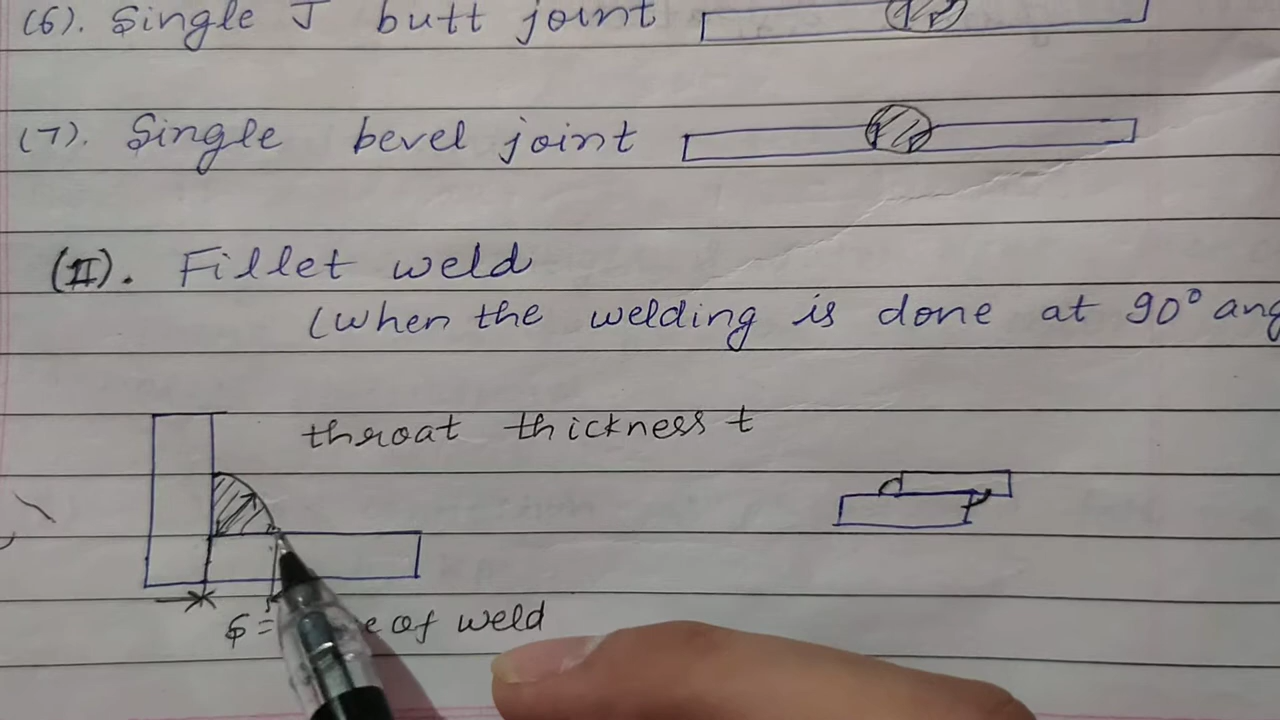 (6). Single J butt joint
(7). Single bevel joint
(II). Fillet weld
(When the welding is done at 90° ang
throat thickness t
S = of weld